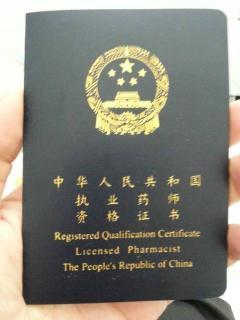 中华人民共和国
执业药师
资格证书
Registered Qualification Certificate
Licensed Pharmacist
The People's Republic of China